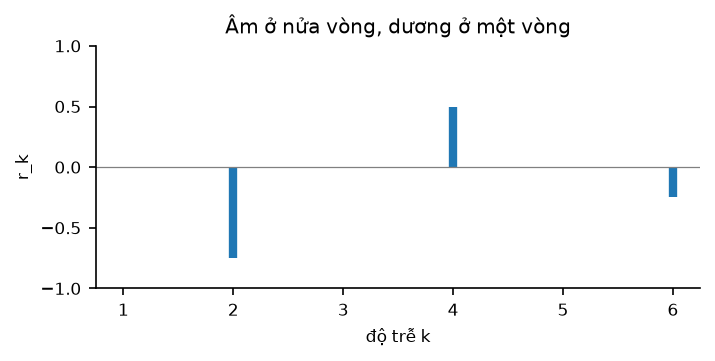 Âm ở nửa vòng, dương ở một vòng
1.0
0.5
0.0
−0.5
−1.0
r_k
1 2 3 4 5 6
độ trễ k